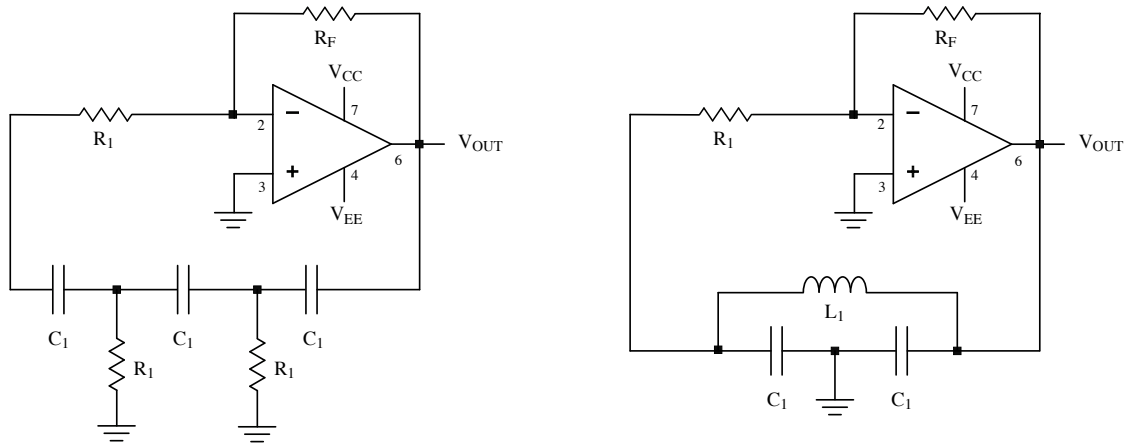 R_F
V_CC
7
R_1
2
−
6
V_OUT
+
3
4
V_EE
C_1
C_1
C_1
R_1
R_1
R_F
V_CC
7
R_1
2
−
6
V_OUT
+
3
4
V_EE
L_1
C_1
C_1